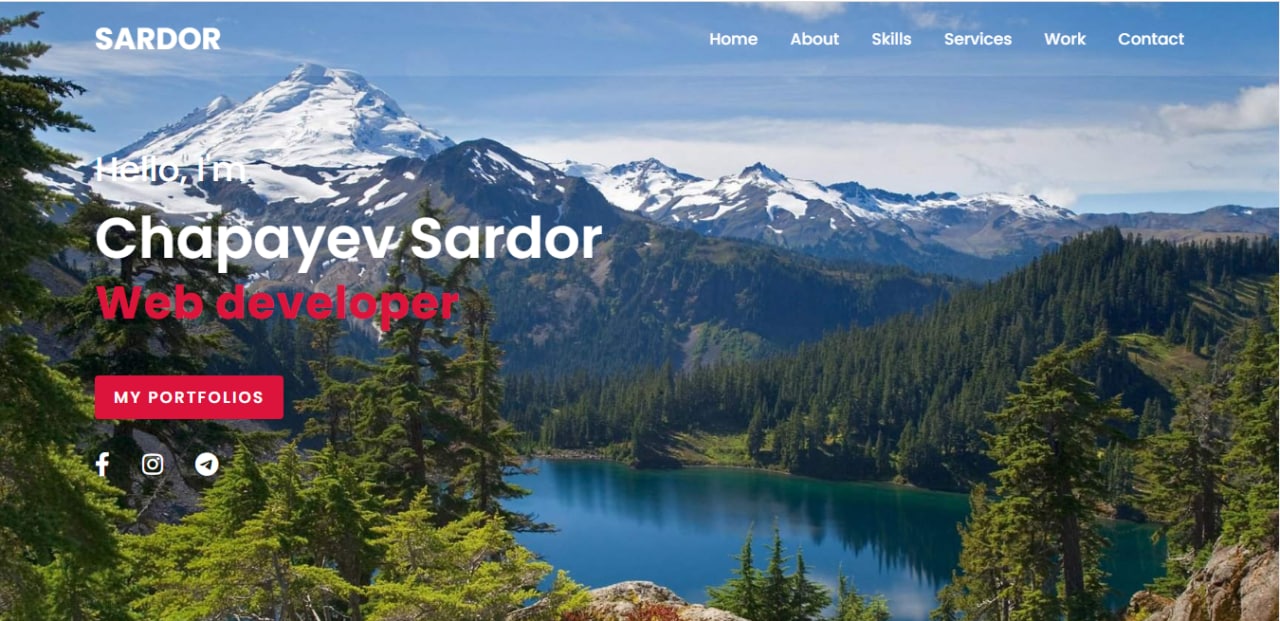 SARDOR
Home About Skills Services Work Contact
Hello, I'm
Chapayev Sardor
Web developer
MY PORTFOLIOS